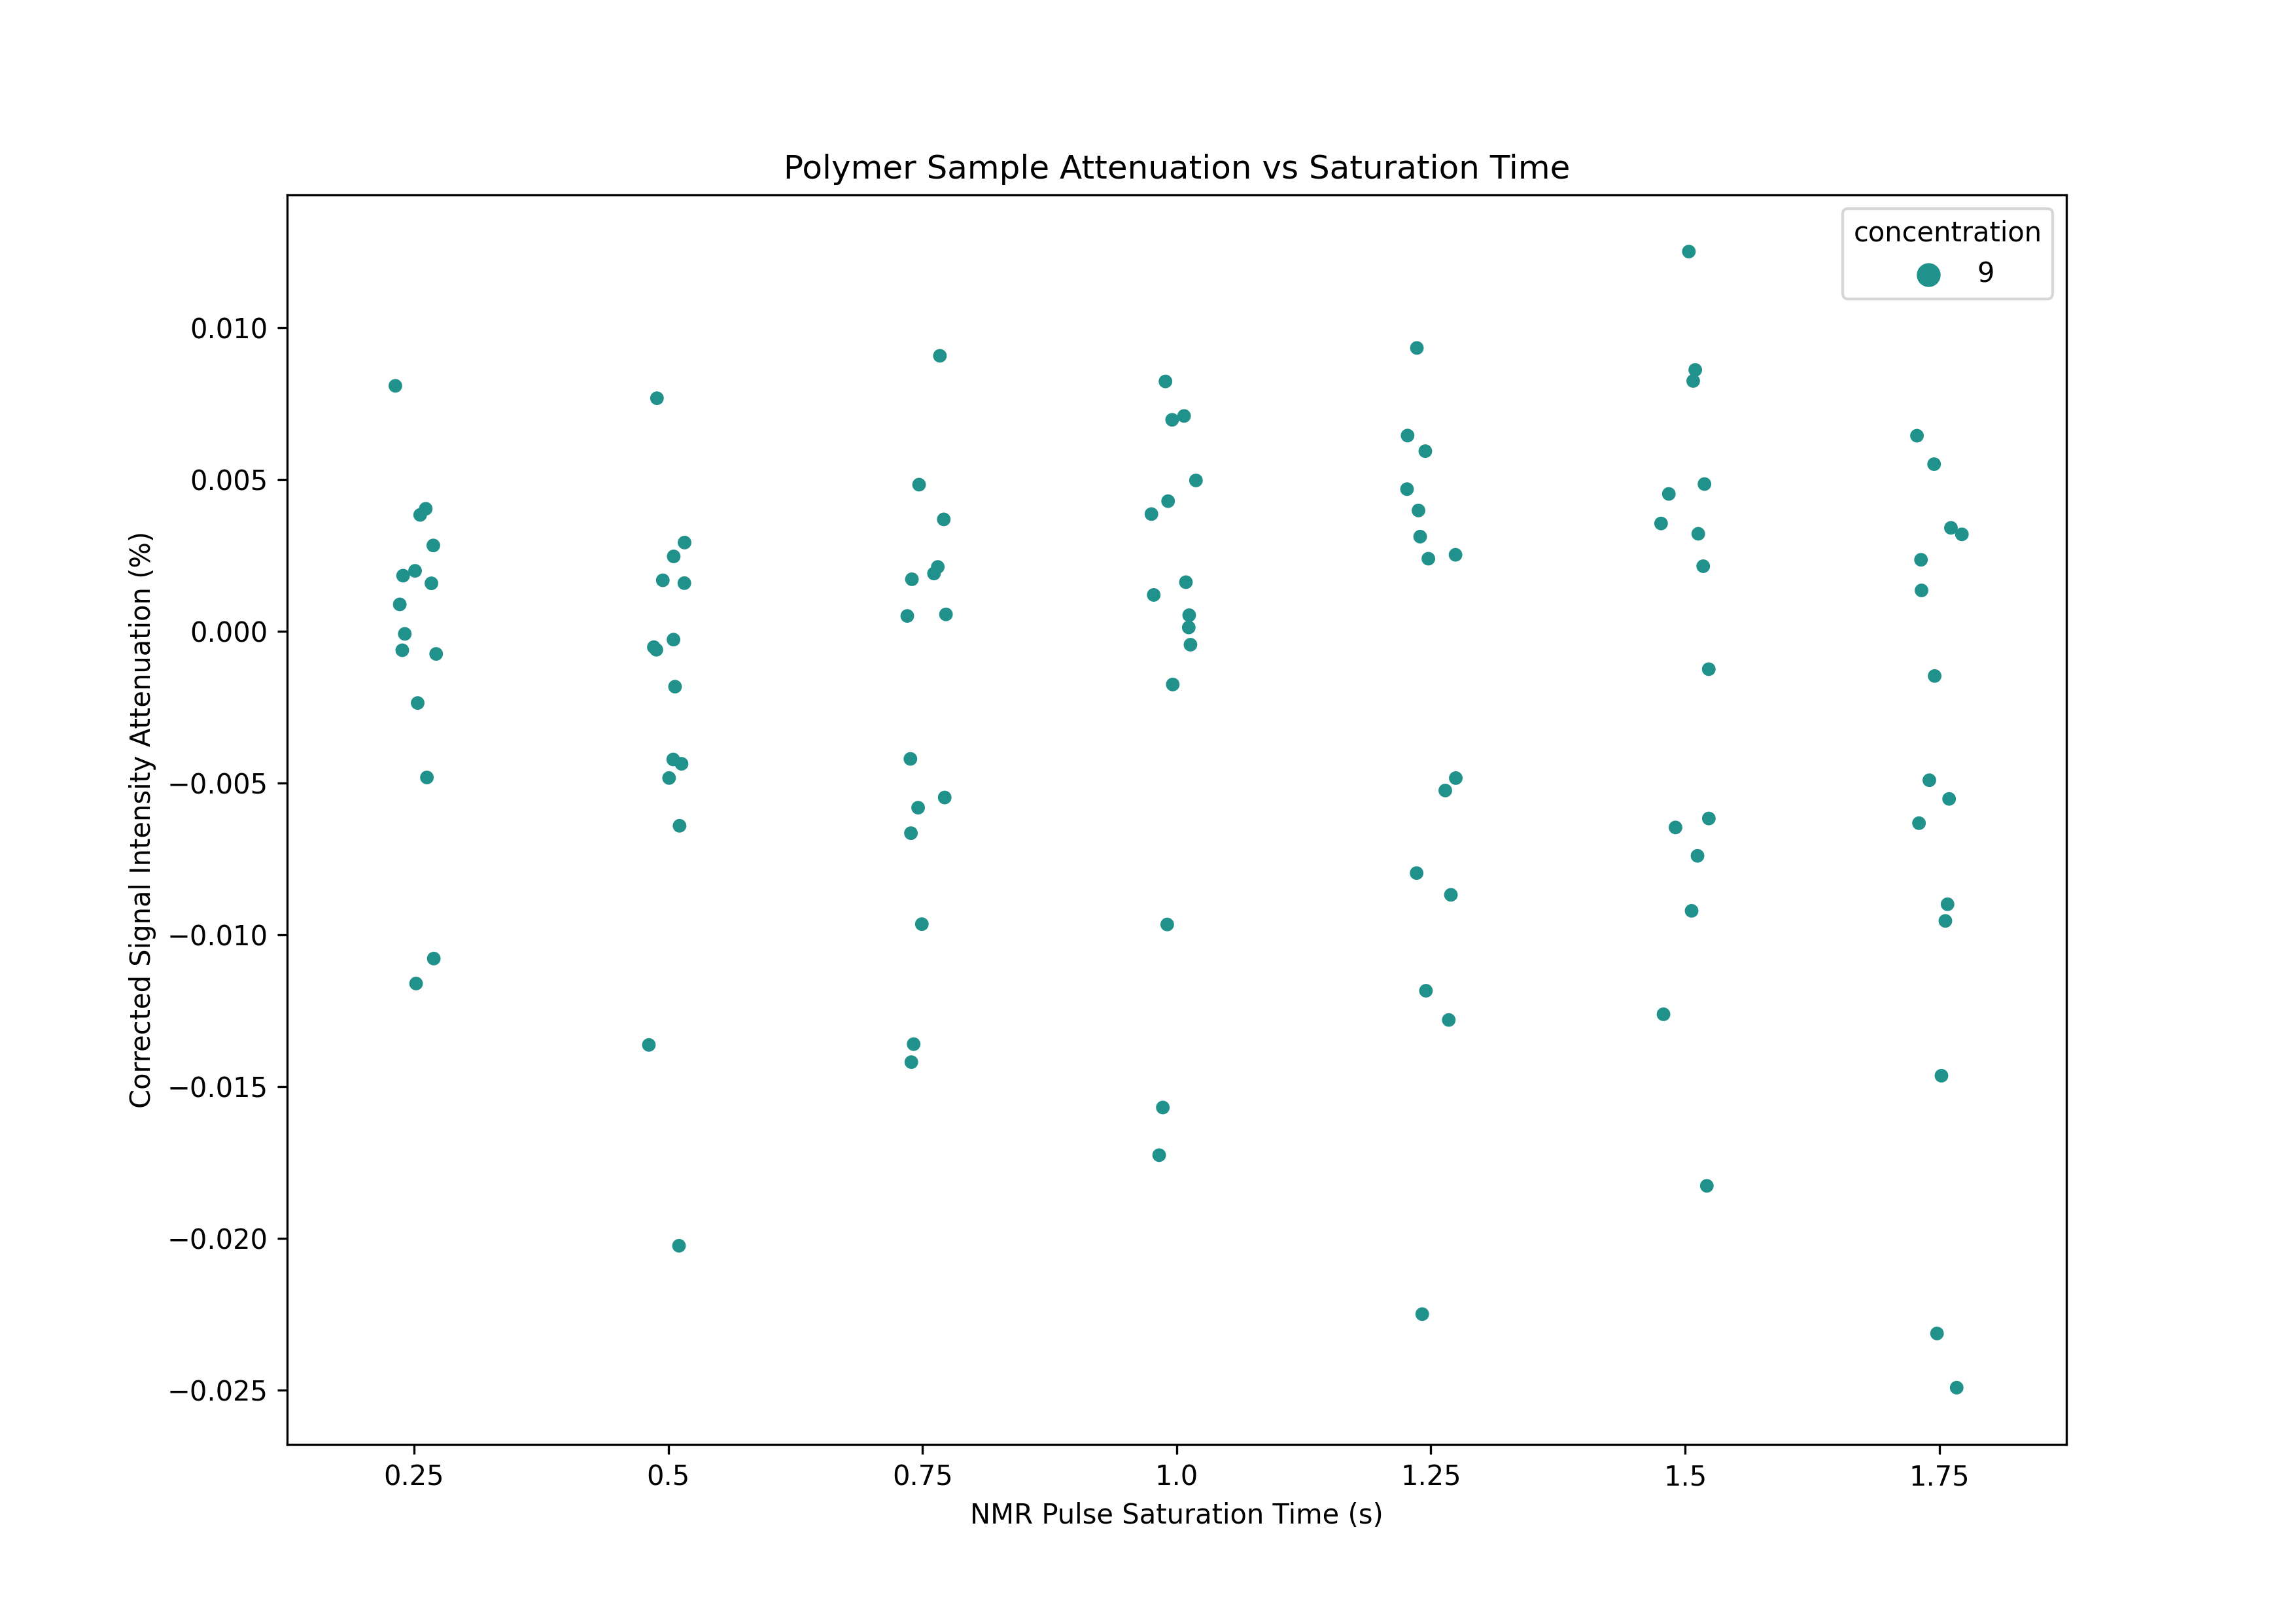 Polymer Sample Attenuation vs Saturation Time
concentration
9
0.010
0.005
0.000
−0.005
−0.010
−0.015
−0.020
−0.025
Corrected Signal Intensity Attenuation (%)
0.25 0.5 0.75 1.0 1.25 1.5 1.75
NMR Pulse Saturation Time (s)